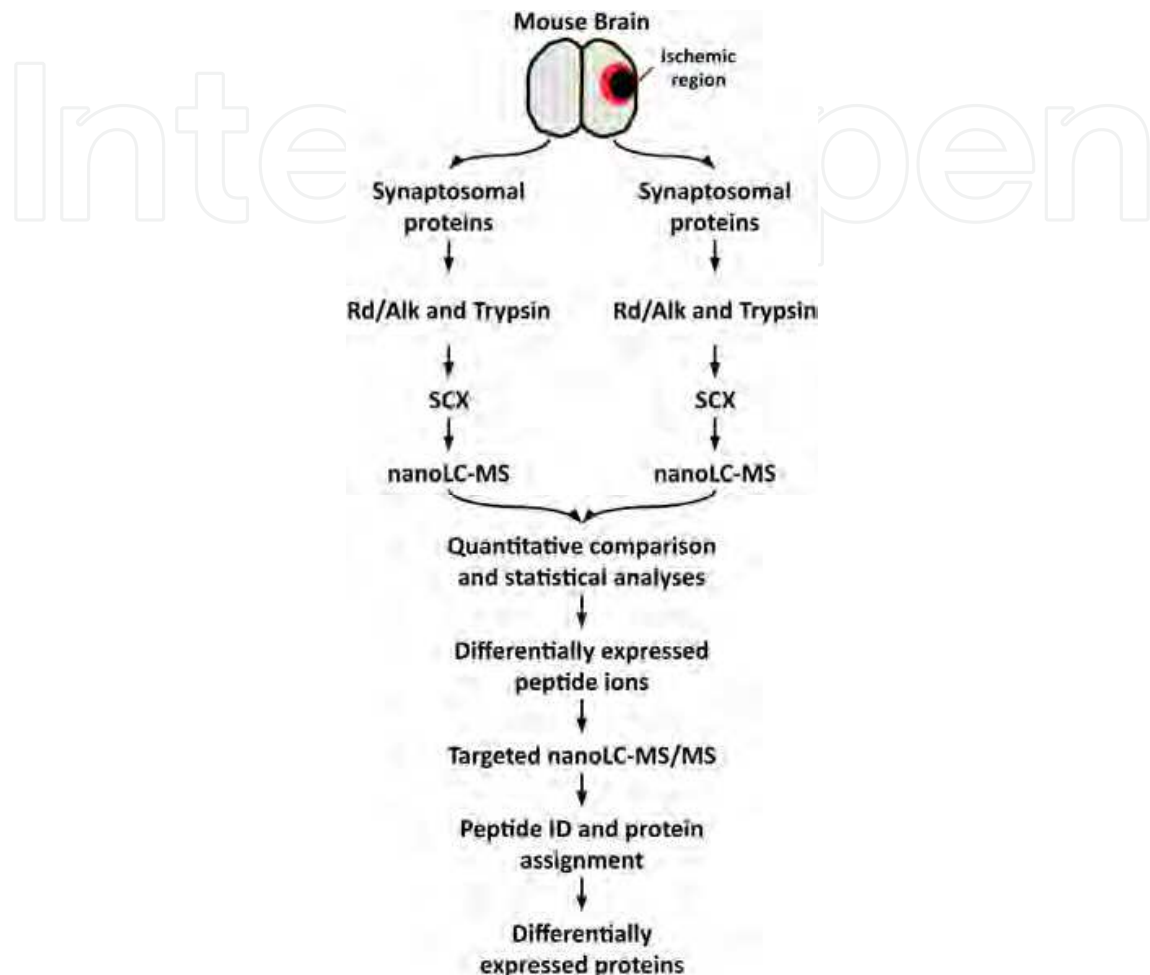 Mouse Brain
Ischemic
region
Synaptosomal
proteins
Synaptosomal
proteins
Rd/Alk and Trypsin
Rd/Alk and Trypsin
SCX
SCX
nanoLC-MS
nanoLC-MS
Quantitative comparison
and statistical analyses
Differentially expressed
peptide ions
Targeted nanoLC-MS/MS
Peptide ID and protein
assignment
Differentially
expressed proteins
Inte
pen